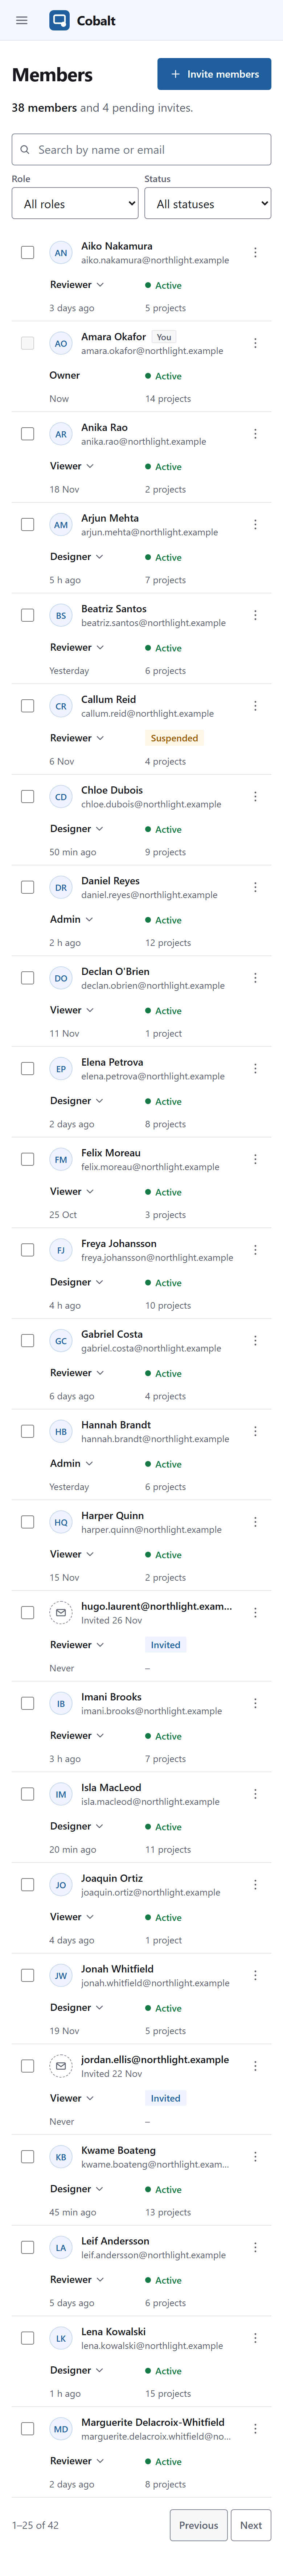 Cobalt
Members
Invite members
38 members and 4 pending invites.
Search by name or email
Role Status
All roles All statuses
AN Aiko Nakamura
aiko.nakamura@northlight.example
Reviewer Active
3 days ago 5 projects
AO Amara Okafor You
amara.okafor@northlight.example
Owner Active
Now 14 projects
AR Anika Rao
anika.rao@northlight.example
Viewer Active
18 Nov 2 projects
AM Arjun Mehta
arjun.mehta@northlight.example
Designer Active
5 h ago 7 projects
BS Beatriz Santos
beatriz.santos@northlight.example
Reviewer Active
Yesterday 6 projects
CR Callum Reid
callum.reid@northlight.example
Reviewer Suspended
6 Nov 4 projects
CD Chloe Dubois
chloe.dubois@northlight.example
Designer Active
50 min ago 9 projects
DR Daniel Reyes
daniel.reyes@northlight.example
Admin Active
2 h ago 12 projects
DO Declan O'Brien
declan.obrien@northlight.example
Viewer Active
11 Nov 1 project
EP Elena Petrova
elena.petrova@northlight.example
Designer Active
2 days ago 8 projects
FM Felix Moreau
felix.moreau@northlight.example
Viewer Active
25 Oct 3 projects
FJ Freya Johansson
freya.johansson@northlight.example
Designer Active
4 h ago 10 projects
GC Gabriel Costa
gabriel.costa@northlight.example
Reviewer Active
6 days ago 4 projects
HB Hannah Brandt
hannah.brandt@northlight.example
Admin Active
Yesterday 6 projects
HQ Harper Quinn
harper.quinn@northlight.example
Viewer Active
15 Nov 2 projects
hugo.laurent@northlight.exam...
Invited 26 Nov
Reviewer Invited
Never –
IB Imani Brooks
imani.brooks@northlight.example
Reviewer Active
3 h ago 7 projects
IM Isla MacLeod
isla.macleod@northlight.example
Designer Active
20 min ago 11 projects
JO Joaquin Ortiz
joaquin.ortiz@northlight.example
Viewer Active
4 days ago 1 project
JW Jonah Whitfield
jonah.whitfield@northlight.example
Designer Active
19 Nov 5 projects
jordan.ellis@northlight.example
Invited 22 Nov
Viewer Invited
Never –
KB Kwame Boateng
kwame.boateng@northlight.exam...
Designer Active
45 min ago 13 projects
LA Leif Andersson
leif.andersson@northlight.example
Reviewer Active
5 days ago 6 projects
LK Lena Kowalski
lena.kowalski@northlight.example
Designer Active
1 h ago 15 projects
MD Marguerite Delacroix-Whitfield
marguerite.delacroix.whitfield@no...
Reviewer Active
2 days ago 8 projects
1–25 of 42 Previous Next